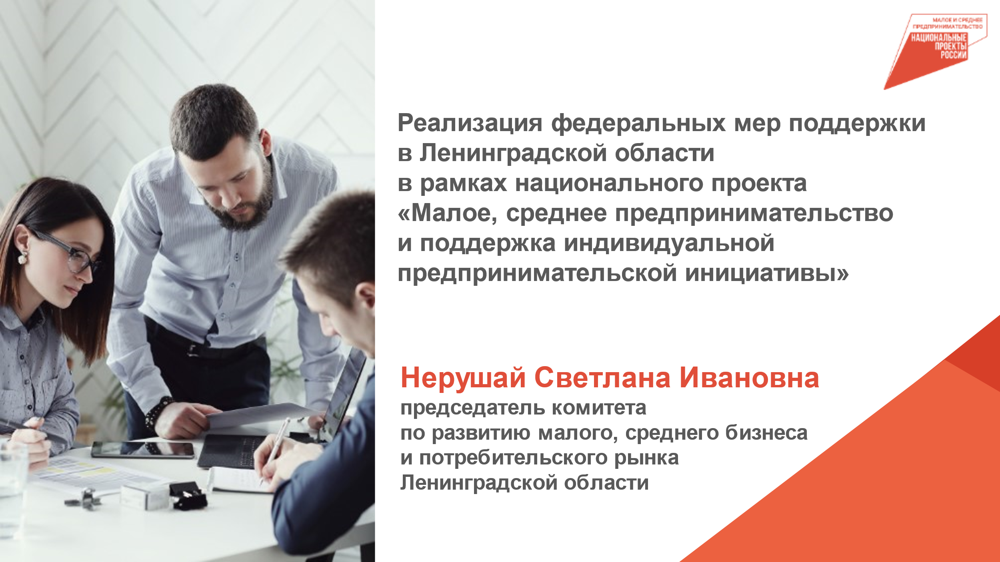 МАЛОЕ И СРЕДНЕЕ
ПРЕДПРИНИМАТЕЛЬСТВО
НАЦИОНАЛЬНЫЕ
ПРОЕКТЫ
РОССИИ
Реализация федеральных мер поддержки
в Ленинградской области
в рамках национального проекта
«Малое, среднее предпринимательство
и поддержка индивидуальной
предпринимательской инициативы»
Нерушай Светлана Ивановна
председатель комитета
по развитию малого, среднего бизнеса
и потребительского рынка
Ленинградской области